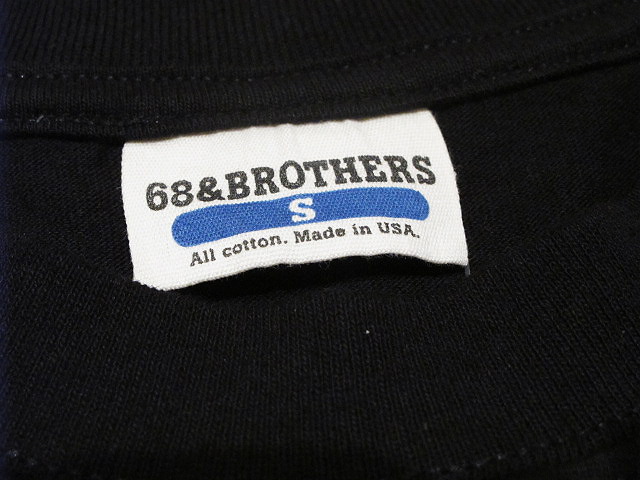 68&BROTHERS
S
All cotton. Made in USA.